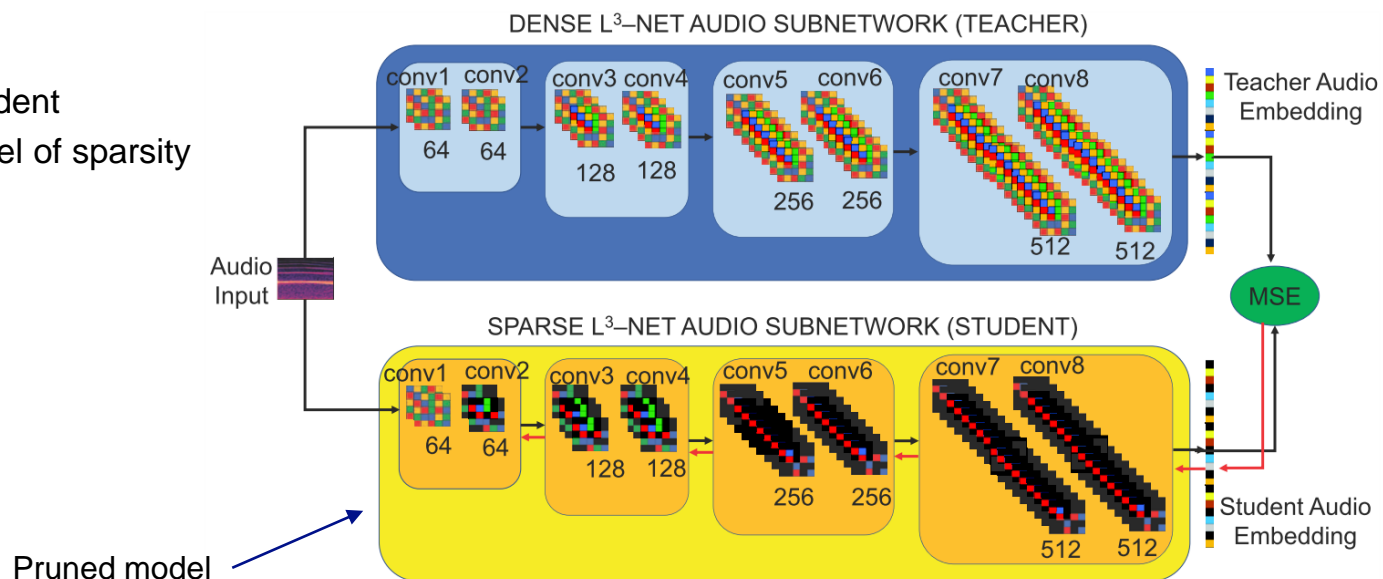 DENSE L³–NET AUDIO SUBNETWORK (TEACHER)
conv1 conv2 conv3 conv4 conv5 conv6 conv7 conv8
64 64 128 128 256 256 512 512
Teacher Audio
Embedding
dent
el of sparsity
Audio
Input
MSE
SPARSE L³–NET AUDIO SUBNETWORK (STUDENT)
conv1 conv2 conv3 conv4 conv5 conv6 conv7 conv8
64 64 128 128 256 256 512 512
Student Audio
Embedding
Pruned model